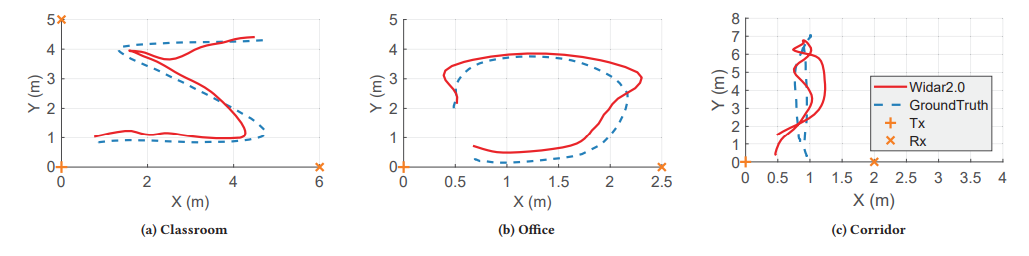 5
4
3
2
1
0
0 2 4 6
Y (m)
X (m)
(a) Classroom
5
4
3
2
1
0
0 0.5 1 1.5 2 2.5
Y (m)
X (m)
(b) Office
8
7
6
5
4
3
2
1
0
0 0.5 1 1.5 2 2.5 3 3.5 4
Y (m)
X (m)
Widar2.0
GroundTruth
Tx
Rx
(c) Corridor